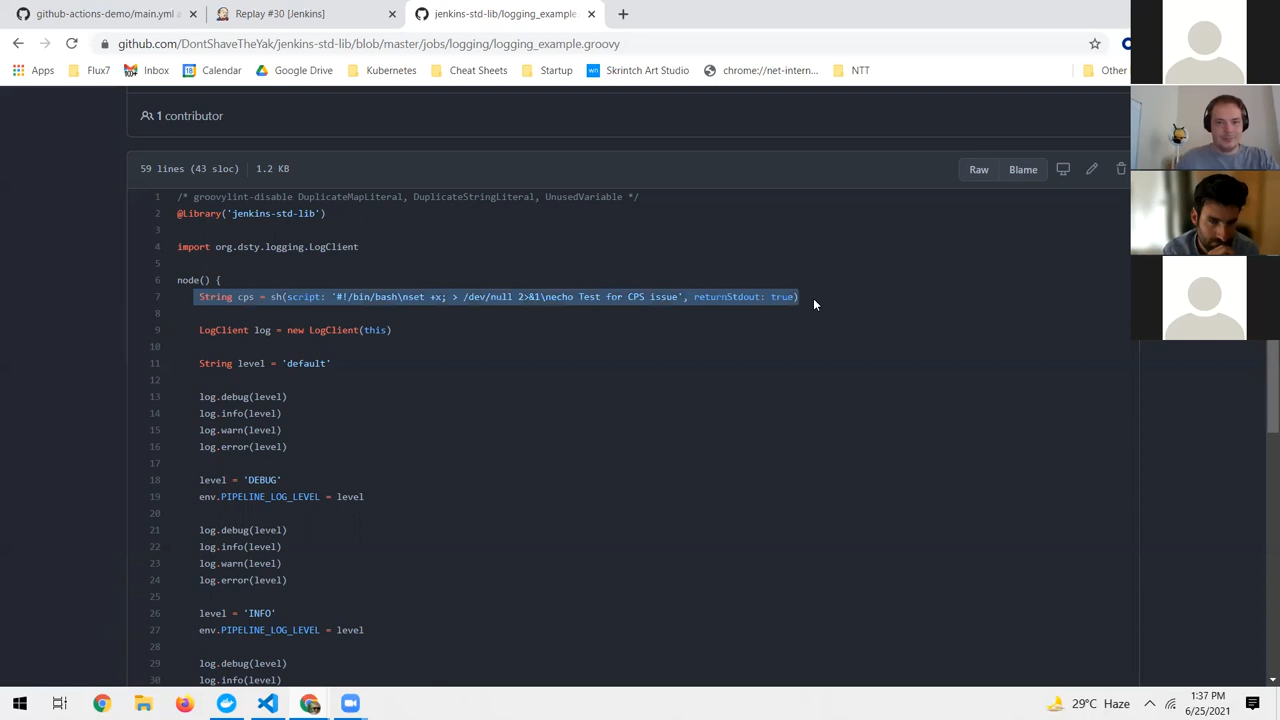 github-actions-demo/main.yml a
Replay #30 [Jenkins]
jenkins-std-lib/logging_example.
github.com/DontShaveTheYak/jenkins-std-lib/blob/master/jobs/logging/logging_example.groovy
Apps
Flux7
Inbox
Calendar
Google Drive
Kubernetes
Cheat Sheets
Startup
wn
Skrintch Art Studio
chrome://net-intern...
NTT
Other
1 contributor
59 lines (43 sloc)
1.2 KB
Raw
Blame
1 /* groovylint-disable DuplicateMapLiteral, DuplicateStringLiteral, UnusedVariable */
2 @Library('jenkins-std-lib')
3
4 import org.dsty.logging.LogClient
5
6 node() {
7 String cps = sh(script: '#!/bin/bash\nset +x; > /dev/null 2>&1\necho Test for CPS issue', returnStdout: true)
8
9 LogClient log = new LogClient(this)
10
11 String level = 'default'
12
13 log.debug(level)
14 log.info(level)
15 log.warn(level)
16 log.error(level)
17
18 level = 'DEBUG'
19 env.PIPELINE_LOG_LEVEL = level
20
21 log.debug(level)
22 log.info(level)
23 log.warn(level)
24 log.error(level)
25
26 level = 'INFO'
27 env.PIPELINE_LOG_LEVEL = level
28
29 log.debug(level)
30 log.info(level)
29°C Haze
1:37 PM
6/25/2021